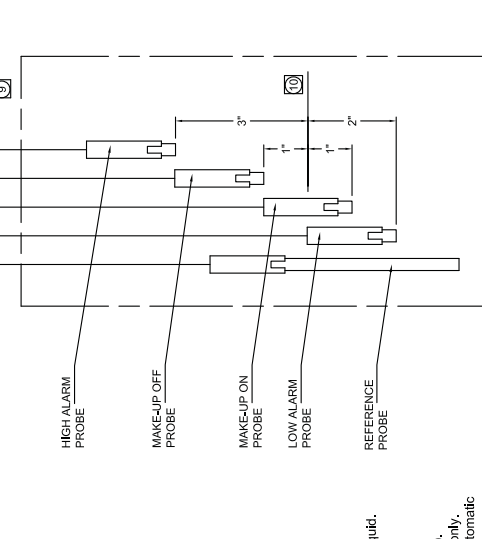 9
10
3"
1"
1"
2"
HIGH ALARM
PROBE
MAKE-UP OFF
PROBE
MAKE-UP ON
PROBE
LOW ALARM
PROBE
REFERENCE
PROBE
quid.
only.
tomatic